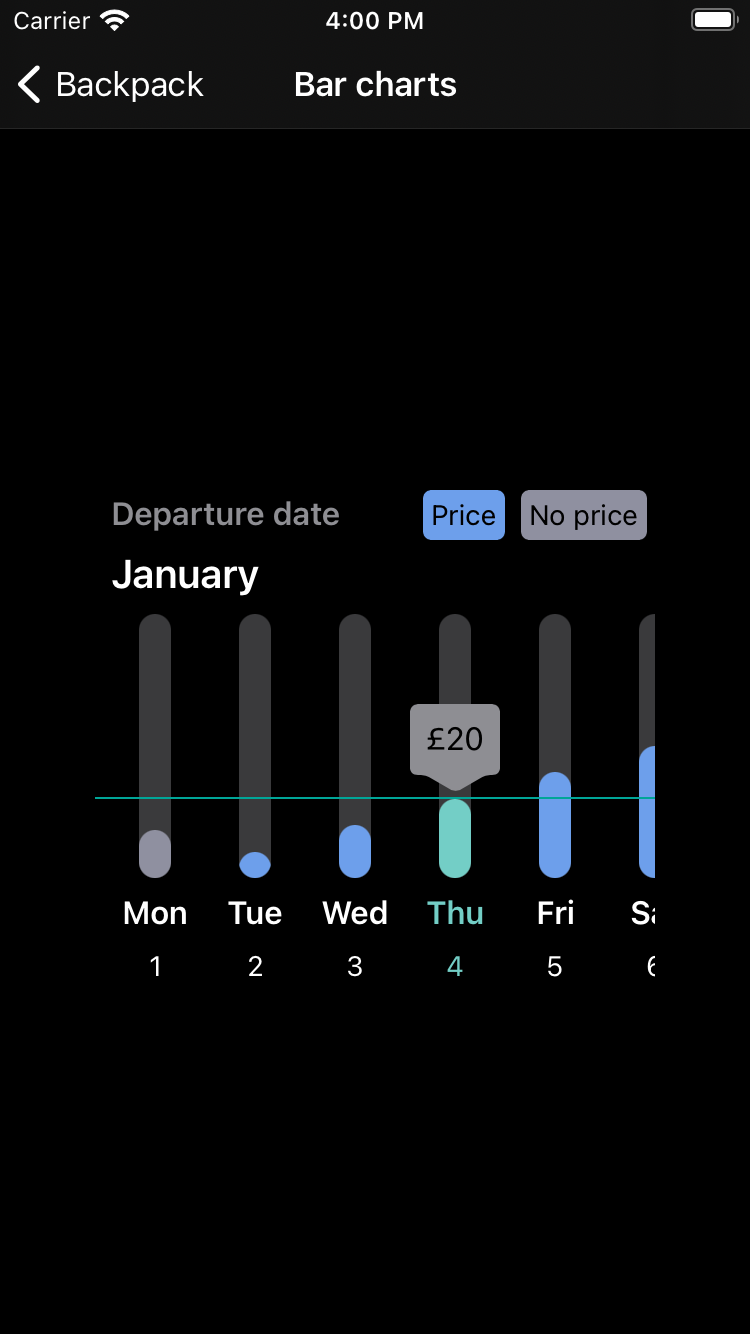 Carrier 4:00 PM
Backpack Bar charts
Departure date Price No price
January
£20
Mon Tue Wed Thu Fri
1 2 3 4 5